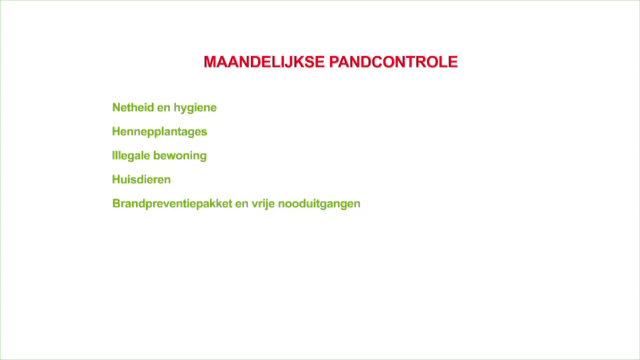 MAANDELIJKSE PANDCONTROLE
Netheid en hygiene
Hennepplantages
Illegale bewoning
Huisdieren
Brandpreventiepakket en vrije nooduitgangen